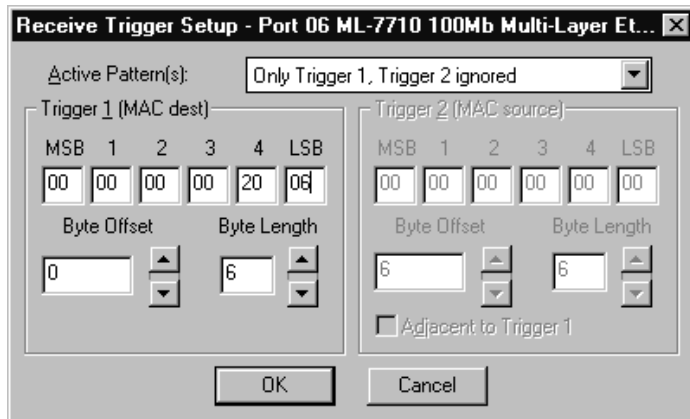 Receive Trigger Setup - Port 06 ML-7710 100Mb Multi-Layer Et...
Active Pattern(s): Only Trigger 1, Trigger 2 ignored
Trigger 1 (MAC dest) Trigger 2 (MAC source)
MSB 1 2 3 4 LSB MSB 1 2 3 4 LSB
00 00 00 00 20 06 00 00 00 00 00 00
Byte Offset Byte Length Byte Offset Byte Length
0 6 6 6
Adjacent to Trigger 1
OK Cancel